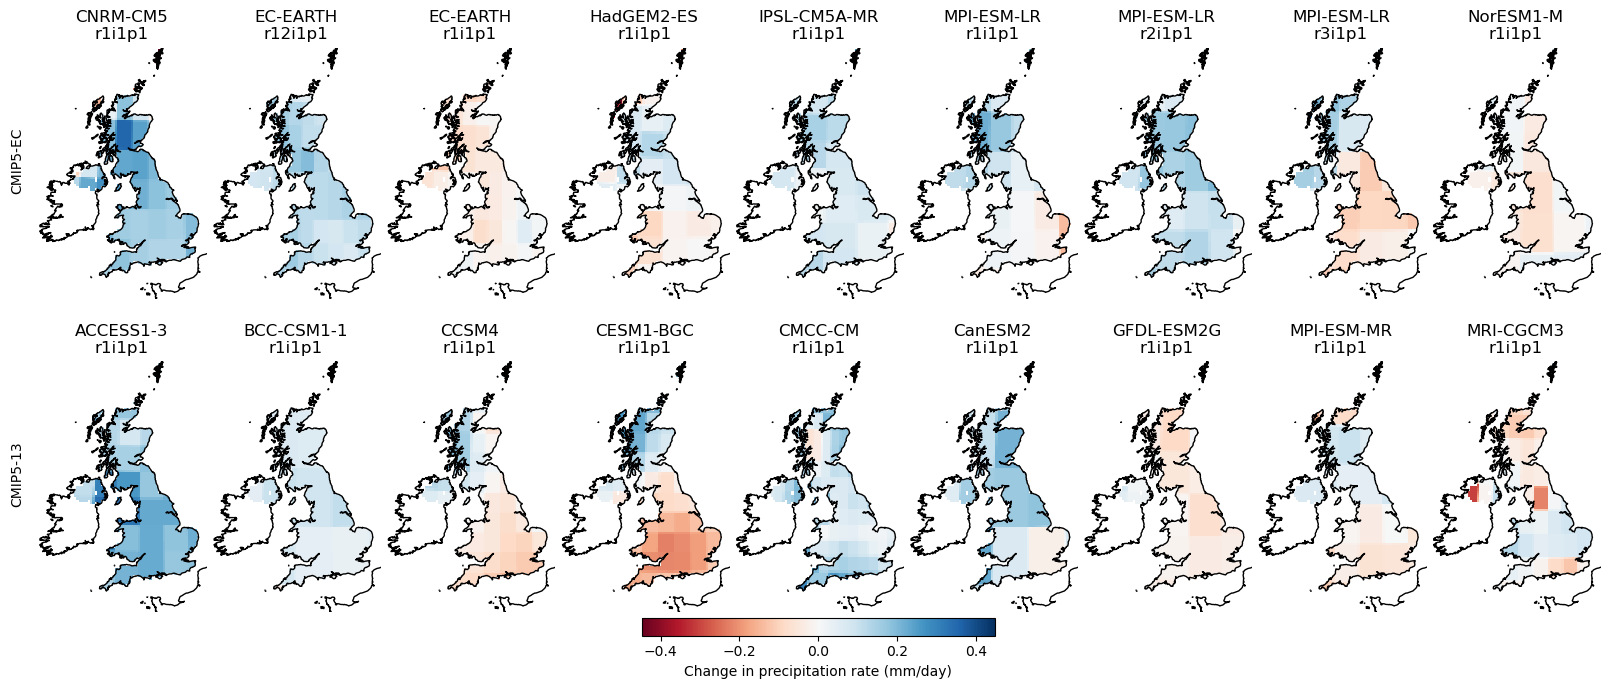 CNRM-CM5 EC-EARTH EC-EARTH HadGEM2-ES IPSL-CM5A-MR MPI-ESM-LR MPI-ESM-LR MPI-ESM-LR NorESM1-M
r1i1p1 r12i1p1 r1i1p1 r1i1p1 r1i1p1 r1i1p1 r2i1p1 r3i1p1 r1i1p1
CMIP5-EC
ACCESS1-3 BCC-CSM1-1 CCSM4 CESM1-BGC CMCC-CM CanESM2 GFDL-ESM2G MPI-ESM-MR MRI-CGCM3
r1i1p1 r1i1p1 r1i1p1 r1i1p1 r1i1p1 r1i1p1 r1i1p1 r1i1p1 r1i1p1
CMIP5-13
−0.4 −0.2 0.0 0.2 0.4
Change in precipitation rate (mm/day)